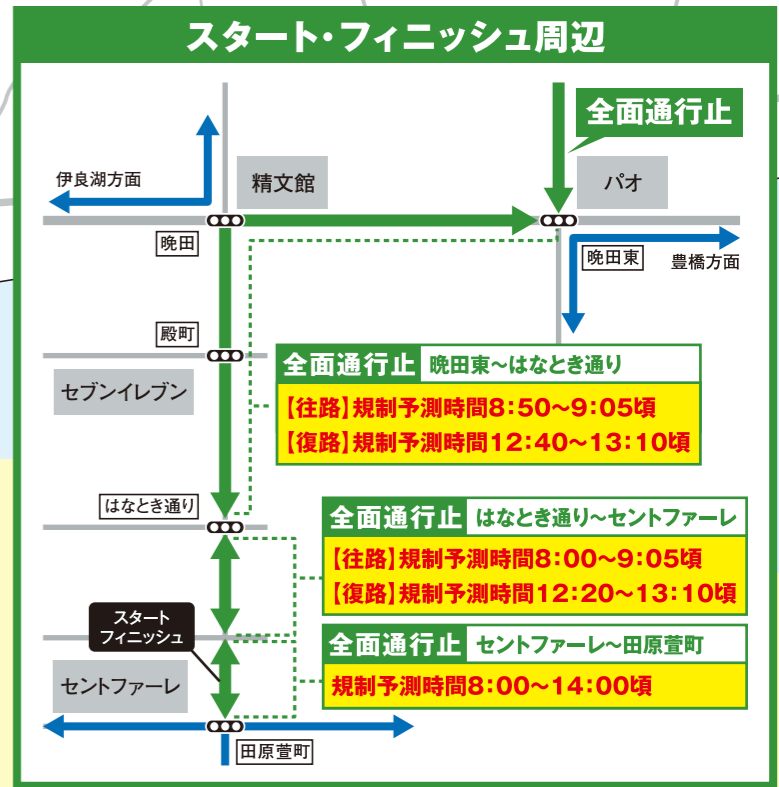 スタート・フィニッシュ周辺
全面通行止
伊良湖方面
精文館
パオ
晩田
晩田東
豊橋方面
殿町
全面通行止 晩田東～はなとき通り
セブンイレブン
【往路】規制予測時間8:50～9:05頃
【復路】規制予測時間12:40～13:10頃
はなとき通り
全面通行止 はなとき通り～セントファーレ
【往路】規制予測時間8:00～9:05頃
【復路】規制予測時間12:20～13:10頃
スタート
フィニッシュ
全面通行止 セントファーレ～田原萱町
セントファーレ
規制予測時間8:00～14:00頃
田原萱町